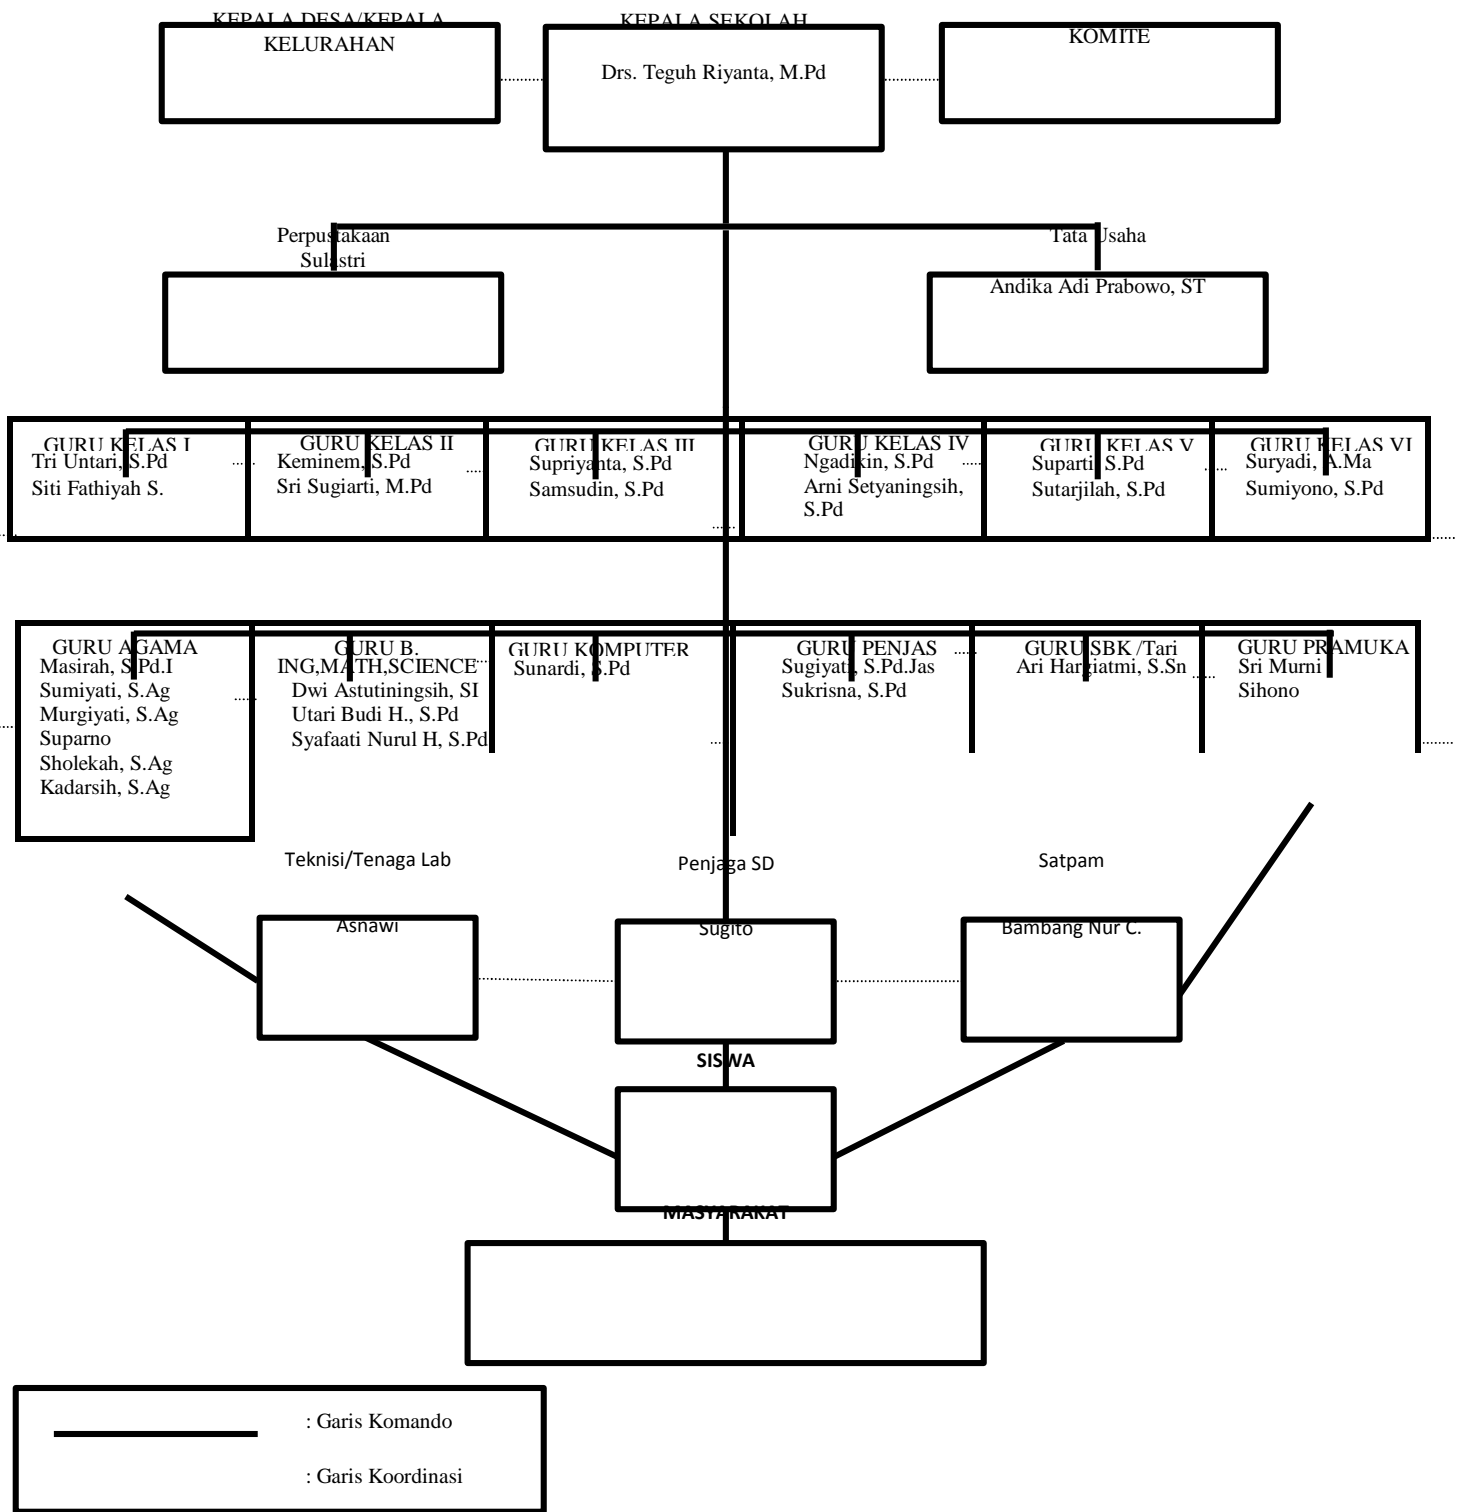 KEPALA DESA/KEPALA
KELURAHAN
KEPALA SEKOLAH
Drs. Teguh Riyanta, M.Pd
KOMITE
Perpustakaan
Sulastri
Tata Usaha
Andika Adi Prabowo, ST
GURU KELAS I
Tri Untari, S.Pd
Siti Fathiyah S.
GURU KELAS II
Keminem, S.Pd
Sri Sugiarti, M.Pd
GURU KELAS III
Supriyanta, S.Pd
Samsudin, S.Pd
GURU KELAS IV
Ngadikin, S.Pd
Arni Setyaningsih,
S.Pd
GURU KELAS V
Suparti, S.Pd
Sutarjilah, S.Pd
GURU KELAS VI
Suryadi, A.Ma
Sumiyono, S.Pd
GURU AGAMA
Masirah, S.Pd.I
Sumiyati, S.Ag
Murgiyati, S.Ag
Suparno
Sholekah, S.Ag
Kadarsih, S.Ag
GURU B.
ING,MATH,SCIENCE
Dwi Astutiningsih, SI
Utari Budi H., S.Pd
Syafaati Nurul H, S.Pd
GURU KOMPUTER
Sunardi, S.Pd
GURU PENJAS
Sugiyati, S.Pd.Jas
Sukrisna, S.Pd
GURU SBK /Tari
Ari Hargiatmi, S.Sn
GURU PRAMUKA
Sri Murni
Sihono
Teknisi/Tenaga Lab
Asnawi
Penjaga SD
Sugito
Satpam
Bambang Nur C.
SISWA
MASYARAKAT
: Garis Komando
: Garis Koordinasi